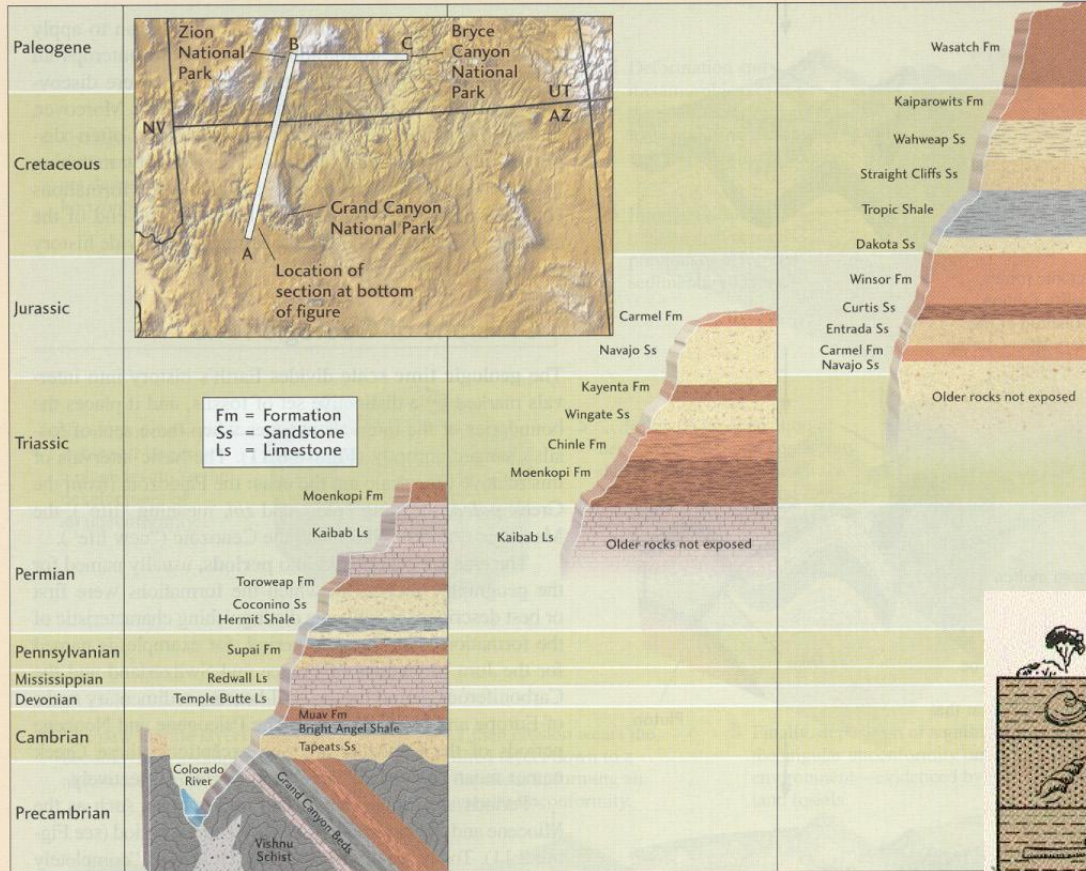 Paleogene
Cretaceous
Jurassic
Triassic
Permian
Pennsylvanian
Mississippian
Devonian
Cambrian
Precambrian
Zion
National
Park
B
C
Bryce
Canyon
National
Park
UT
AZ
NV
Grand Canyon
National Park
A
Location of
section at bottom
of figure
Fm = Formation
Ss = Sandstone
Ls = Limestone
Moenkopi Fm
Kaibab Ls
Toroweap Fm
Coconino Ss
Hermit Shale
Supai Fm
Redwall Ls
Temple Butte Ls
Muav Fm
Bright Angel Shale
Tapeats Ss
Colorado
River
Grand Canyon Beds
Vishnu
Schist
Carmel Fm
Navajo Ss
Kayenta Fm
Wingate Ss
Chinle Fm
Moenkopi Fm
Kaibab Ls
Older rocks not exposed
Wasatch Fm
Kaiparowits Fm
Wahweap Ss
Straight Cliffs Ss
Tropic Shale
Dakota Ss
Winsor Fm
Curtis Ss
Entrada Ss
Carmel Fm
Navajo Ss
Older rocks not exposed